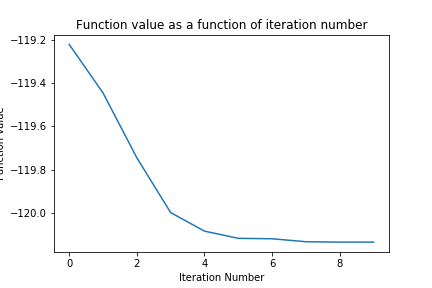 Function value as a function of iteration number
−119.2
−119.4
−119.6
−119.8
−120.0
Function value
0 2 4 6 8
Iteration Number